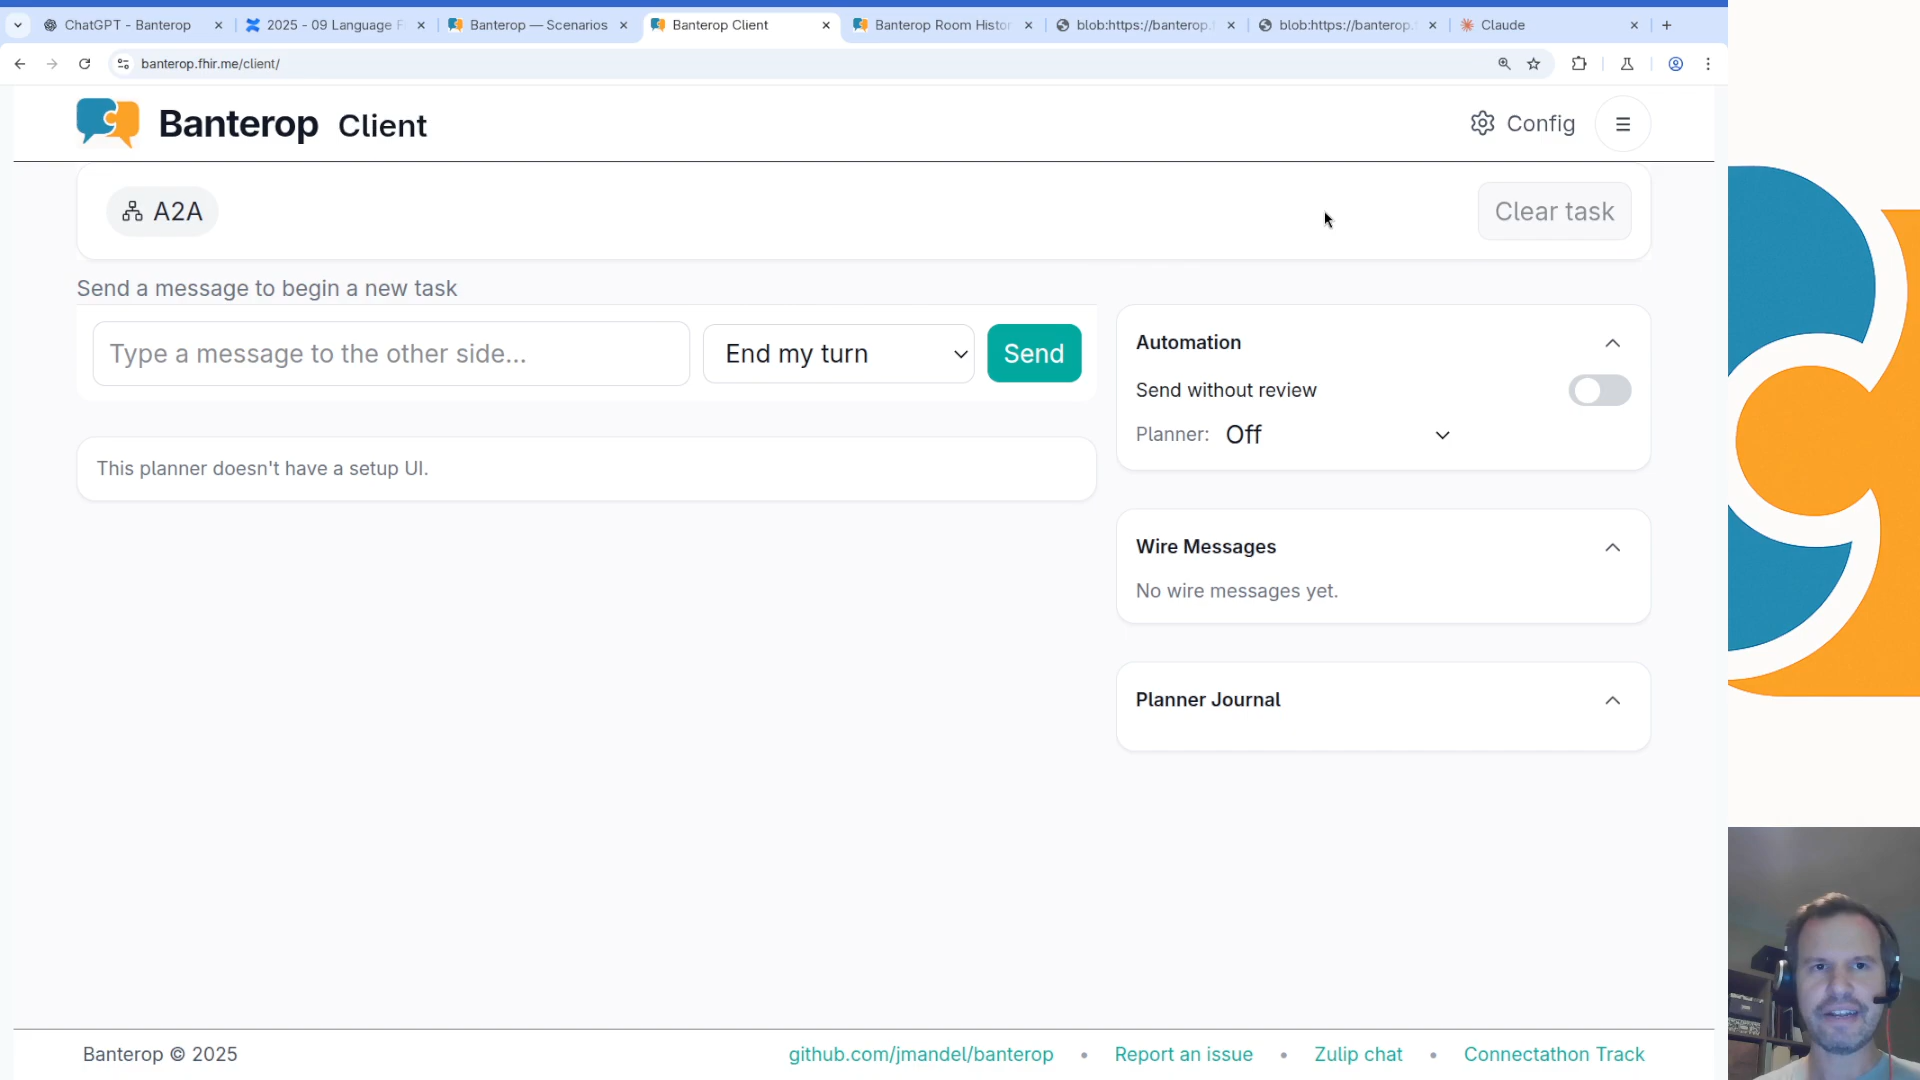 ChatGPT - Banterop
2025 - 09 Language F
Banterop — Scenarios
Banterop Client
Banterop Room Histor
blob:https://banterop.f
blob:https://banterop.f
Claude
banterop.fhir.me/client/
Banterop Client
Config
A2A
Clear task
Send a message to begin a new task
Type a message to the other side...
End my turn
Send
This planner doesn't have a setup UI.
Automation
Send without review
Planner: Off
Wire Messages
No wire messages yet.
Planner Journal
Banterop © 2025
github.com/jmandel/banterop • Report an issue • Zulip chat • Connectathon Track